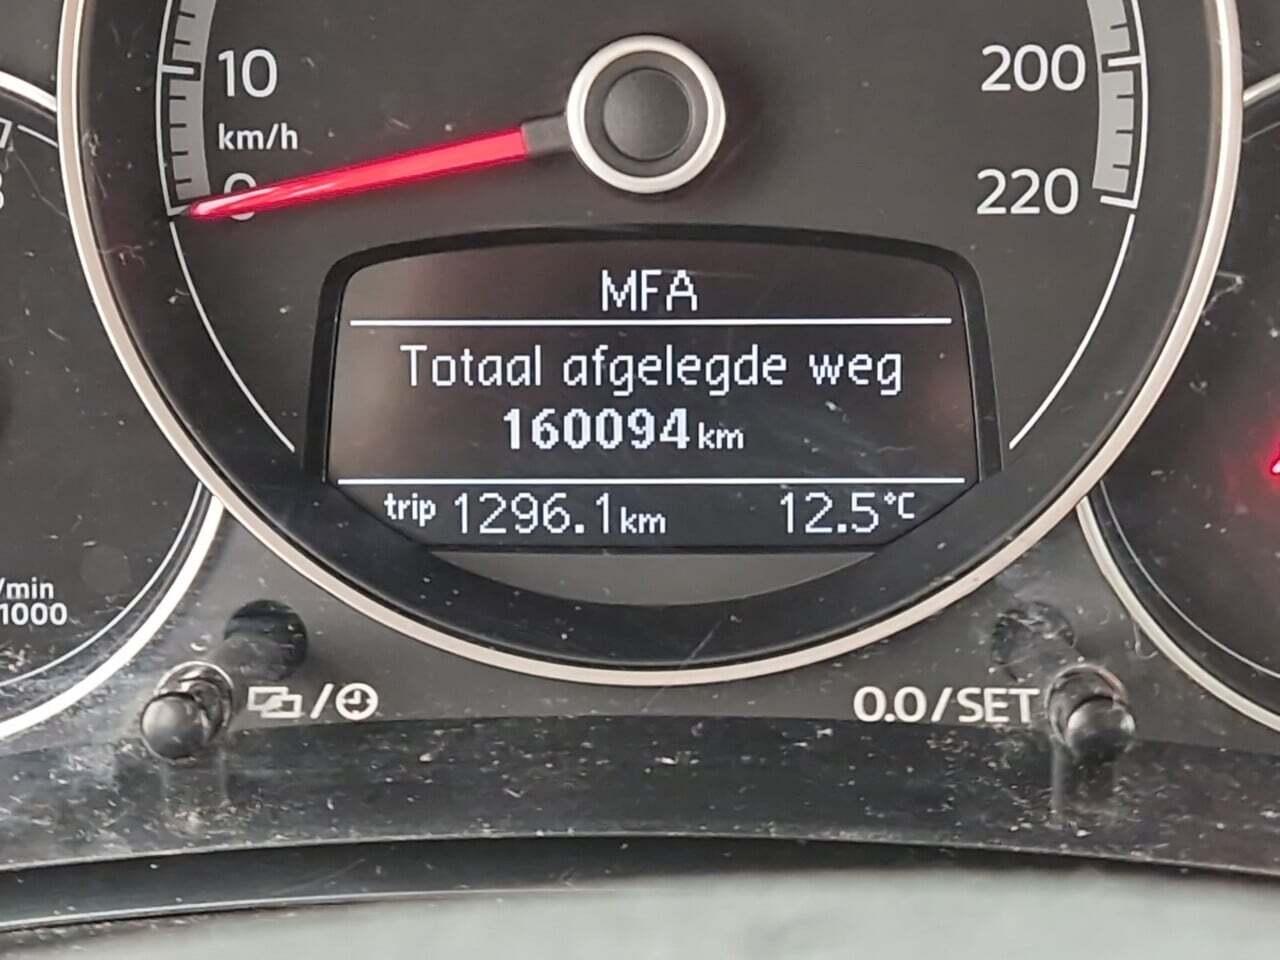 10
km/h
0
200
220
MFA
Totaal afgelegde weg
160094 km
trip 1296.1 km 12.5 °C
/min
1000
0.0/SET